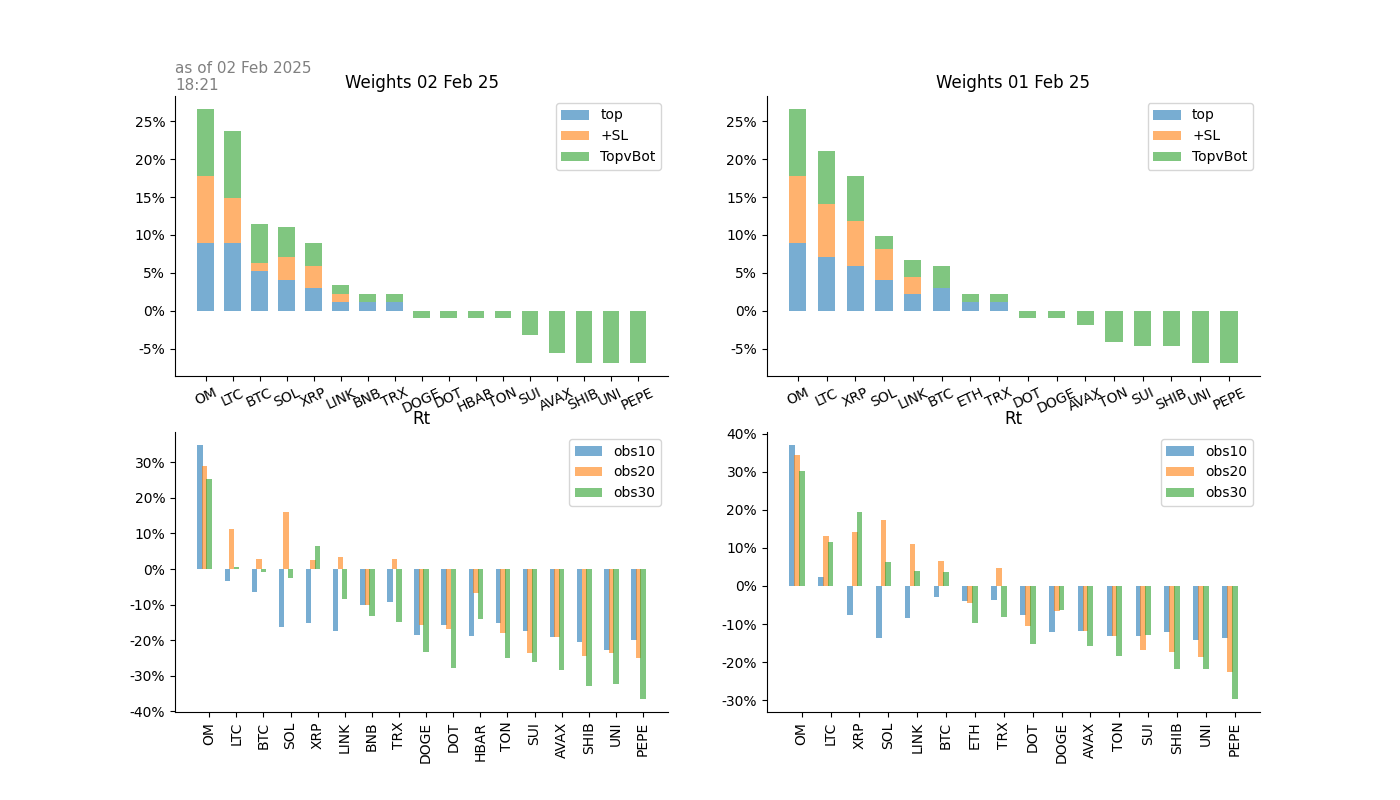 as of 02 Feb 2025
18:21
Weights 02 Feb 25
25%
20%
15%
10%
5%
0%
-5%
top
+SL
TopvBot
OM LTC BTC SOL XRP LINK BNB TRX DOGE DOT HBAR TON SUI AVAX SHIB UNI PEPE
Weights 01 Feb 25
25%
20%
15%
10%
5%
0%
-5%
top
+SL
TopvBot
OM LTC XRP SOL LINK BTC ETH TRX DOT DOGE AVAX TON SUI SHIB UNI PEPE
Rt
30%
20%
10%
0%
-10%
-20%
-30%
-40%
obs10
obs20
obs30
OM LTC BTC SOL XRP LINK BNB TRX DOGE DOT HBAR TON SUI AVAX SHIB UNI PEPE
Rt
40%
30%
20%
10%
0%
-10%
-20%
-30%
obs10
obs20
obs30
OM LTC XRP SOL LINK BTC ETH TRX DOT DOGE AVAX TON SUI SHIB UNI PEPE